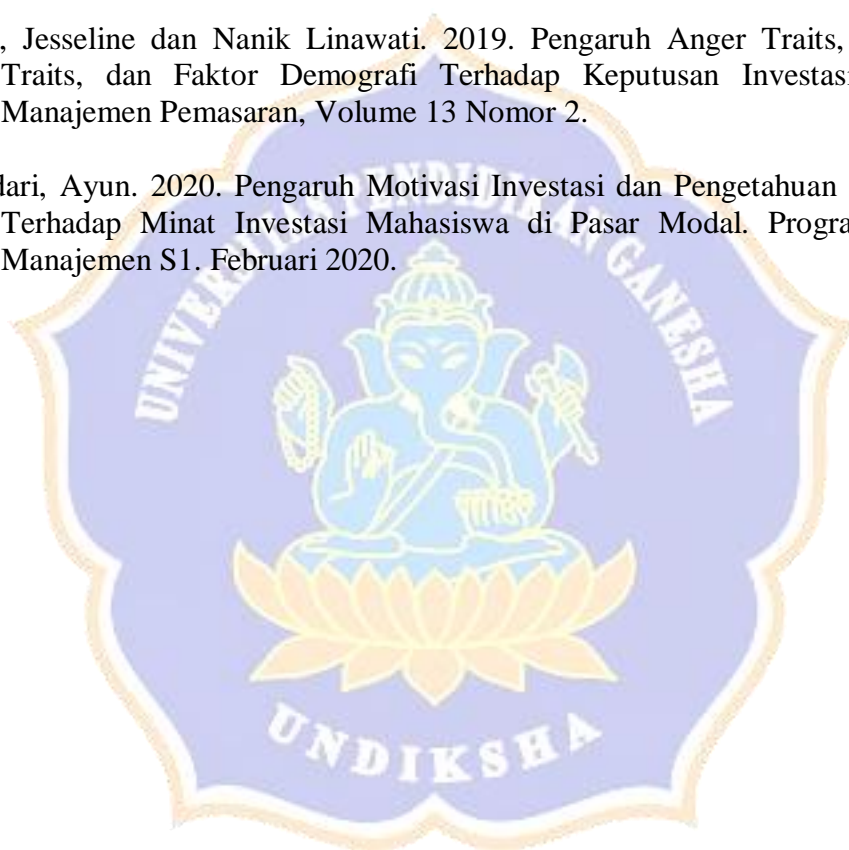 , Jesseline dan Nanik Linawati. 2019. Pengaruh Anger Traits,
Traits, dan Faktor Demografi Terhadap Keputusan Investasi
Manajemen Pemasaran, Volume 13 Nomor 2.
dari, Ayun. 2020. Pengaruh Motivasi Investasi dan Pengetahuan
Terhadap Minat Investasi Mahasiswa di Pasar Modal. Progra
Manajemen S1. Februari 2020.
UNIVERSITAS PENDIDIKAN GANESHA
UNDIKSHA